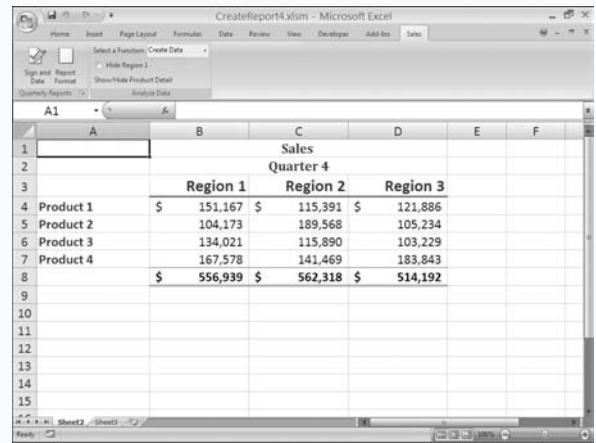 CreateReport4.xlsm - Microsoft Excel
Home Insert Page Layout Formulas Data Review View Developer Add-Ins Sales
Select a Function: Create Data
Hide Region 1
Show/Hide Product Detail
Sign and Date Report Format
Quarterly Reports Analyze Data
A1 fx
A B C D E F
1 Sales
2 Quarter 4
3 Region 1 Region 2 Region 3
4 Product 1 $ 151,167 $ 115,391 $ 121,886
5 Product 2 104,173 189,568 105,234
6 Product 3 134,021 115,890 103,229
7 Product 4 167,578 141,469 183,843
8 $ 556,939 $ 562,318 $ 514,192
9
10
11
12
13
14
15
Sheet2 Sheet3
Ready 100%